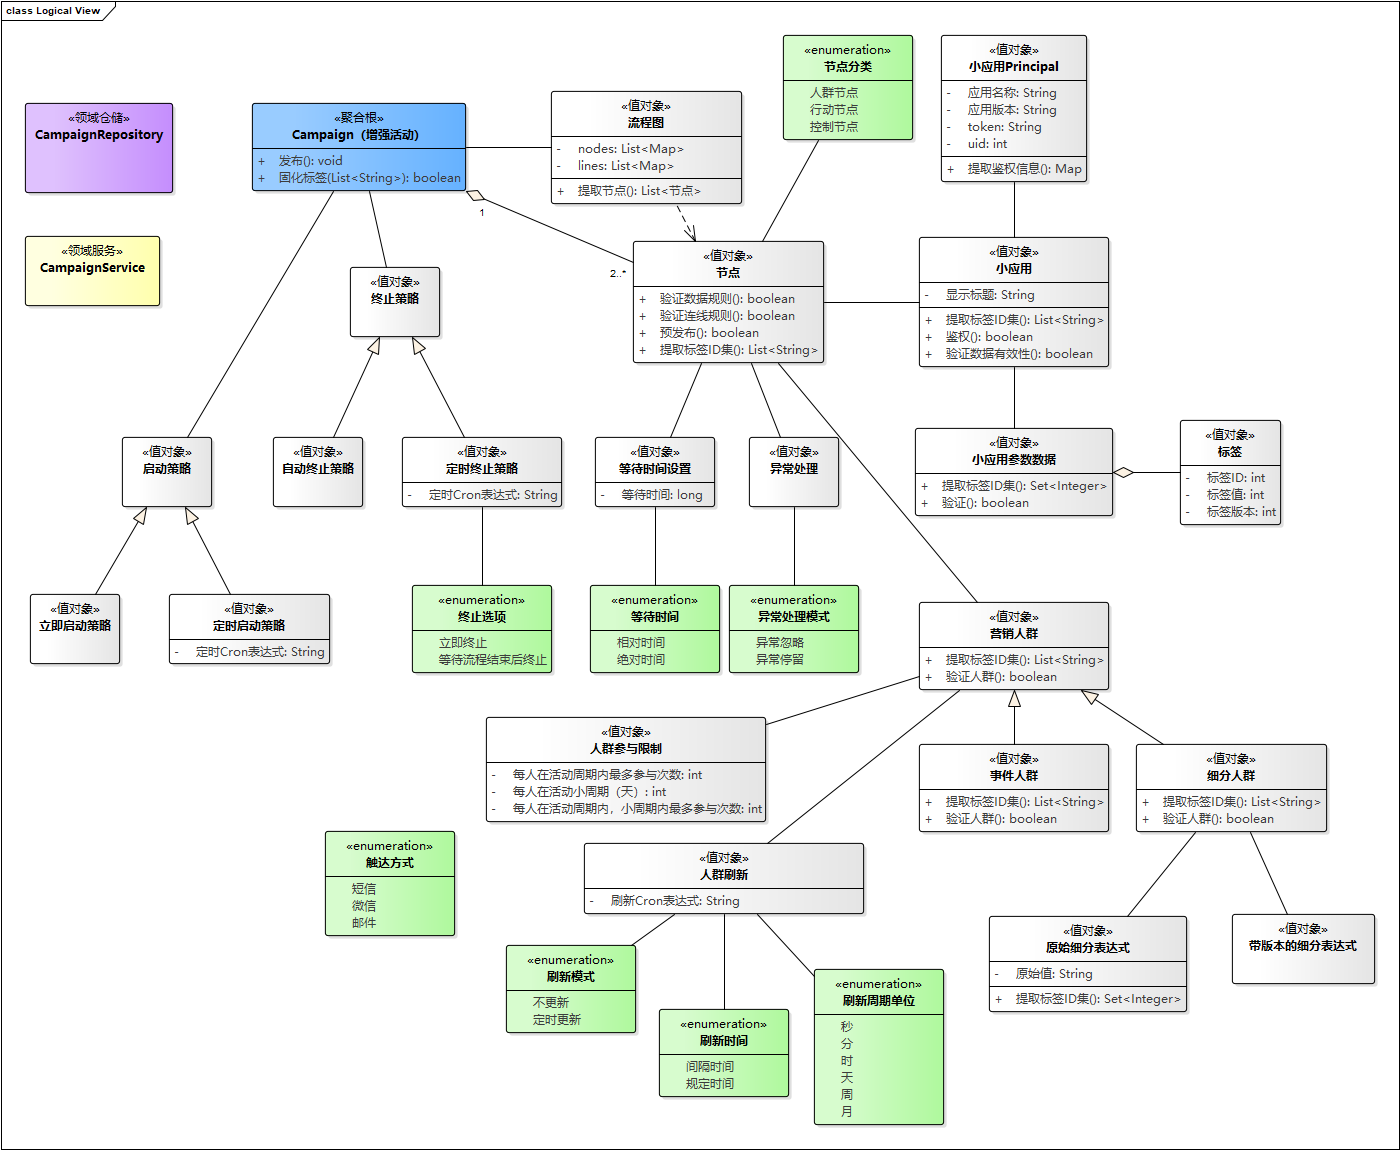 class Logical View
«领域仓储»
CampaignRepository
«领域服务»
CampaignService
«聚合根»
Campaign（增强活动）
+ 发布(): void
+ 固化标签(List<String>): boolean
«值对象»
流程图
- nodes: List<Map>
- lines: List<Map>
+ 提取节点(): List<节点>
«enumeration»
节点分类
人群节点
行动节点
控制节点
«值对象»
小应用Principal
- 应用名称: String
- 应用版本: String
- token: String
- uid: int
+ 提取鉴权信息(): Map
1
2..*
«值对象»
终止策略
«值对象»
节点
+ 验证数据规则(): boolean
+ 验证连线规则(): boolean
+ 预发布(): boolean
+ 提取标签ID集(): List<String>
«值对象»
小应用
- 显示标题: String
+ 提取标签ID集(): List<String>
+ 鉴权(): boolean
+ 验证数据有效性(): boolean
«值对象»
启动策略
«值对象»
自动终止策略
«值对象»
定时终止策略
- 定时Cron表达式: String
«值对象»
等待时间设置
- 等待时间: long
«值对象»
异常处理
«值对象»
小应用参数数据
+ 提取标签ID集(): Set<Integer>
+ 验证(): boolean
«值对象»
标签
- 标签ID: int
- 标签值: int
- 标签版本: int
«值对象»
立即启动策略
«值对象»
定时启动策略
- 定时Cron表达式: String
«enumeration»
终止选项
立即终止
等待流程结束后终止
«enumeration»
等待时间
相对时间
绝对时间
«enumeration»
异常处理模式
异常忽略
异常停留
«值对象»
营销人群
+ 提取标签ID集(): List<String>
+ 验证人群(): boolean
«值对象»
人群参与限制
- 每人在活动周期内最多参与次数: int
- 每人在活动小周期（天）: int
- 每人在活动周期内，小周期内最多参与次数: int
«值对象»
事件人群
+ 提取标签ID集(): List<String>
+ 验证人群(): boolean
«值对象»
细分人群
+ 提取标签ID集(): List<String>
+ 验证人群(): boolean
«enumeration»
触达方式
短信
微信
邮件
«值对象»
人群刷新
- 刷新Cron表达式: String
«值对象»
原始细分表达式
- 原始值: String
+ 提取标签ID集(): Set<Integer>
«值对象»
带版本的细分表达式
«enumeration»
刷新模式
不更新
定时更新
«enumeration»
刷新时间
间隔时间
规定时间
«enumeration»
刷新周期单位
秒
分
时
天
周
月